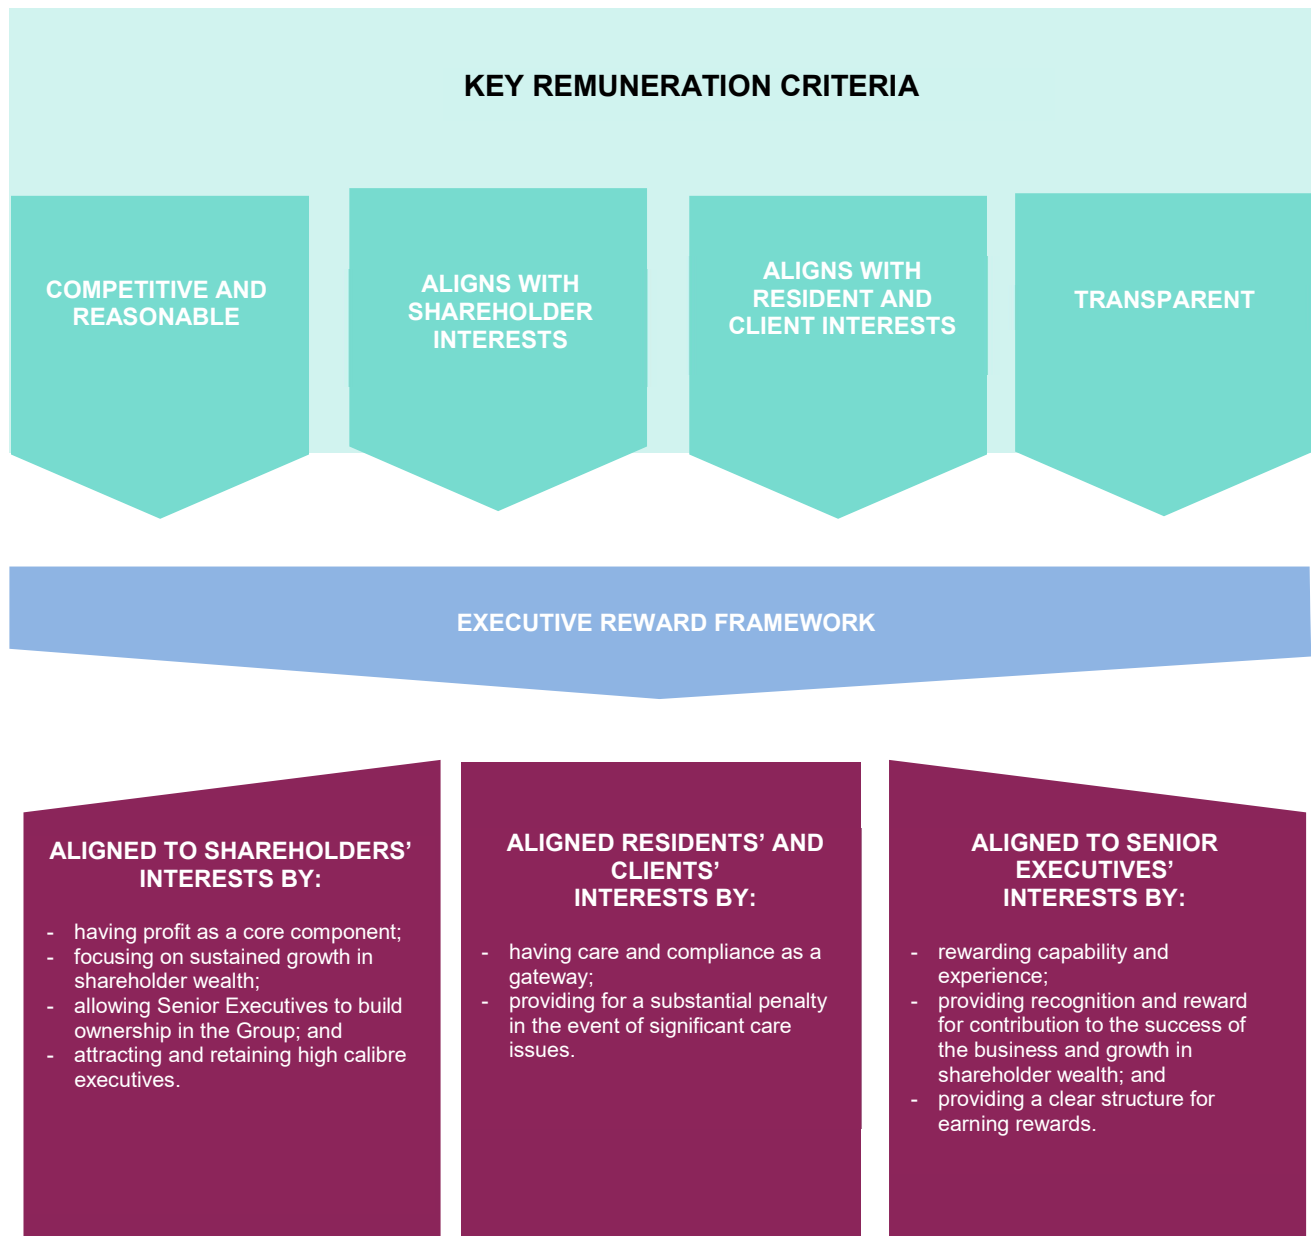 KEY REMUNERATION CRITERIA
COMPETITIVE AND
REASONABLE
ALIGNS WITH
SHAREHOLDER
INTERESTS
ALIGNS WITH
RESIDENT AND
CLIENT INTERESTS
TRANSPARENT
EXECUTIVE REWARD FRAMEWORK
ALIGNED TO SHAREHOLDERS’
INTERESTS BY:
- having profit as a core component;
- focusing on sustained growth in
shareholder wealth;
- allowing Senior Executives to build
ownership in the Group; and
- attracting and retaining high calibre
executives.
ALIGNED RESIDENTS’ AND
CLIENTS’
INTERESTS BY:
- having care and compliance as a
gateway;
- providing for a substantial penalty
in the event of significant care
issues.
ALIGNED TO SENIOR
EXECUTIVES’
INTERESTS BY:
- rewarding capability and
experience;
- providing recognition and reward
for contribution to the success of
the business and growth in
shareholder wealth; and
- providing a clear structure for
earning rewards.